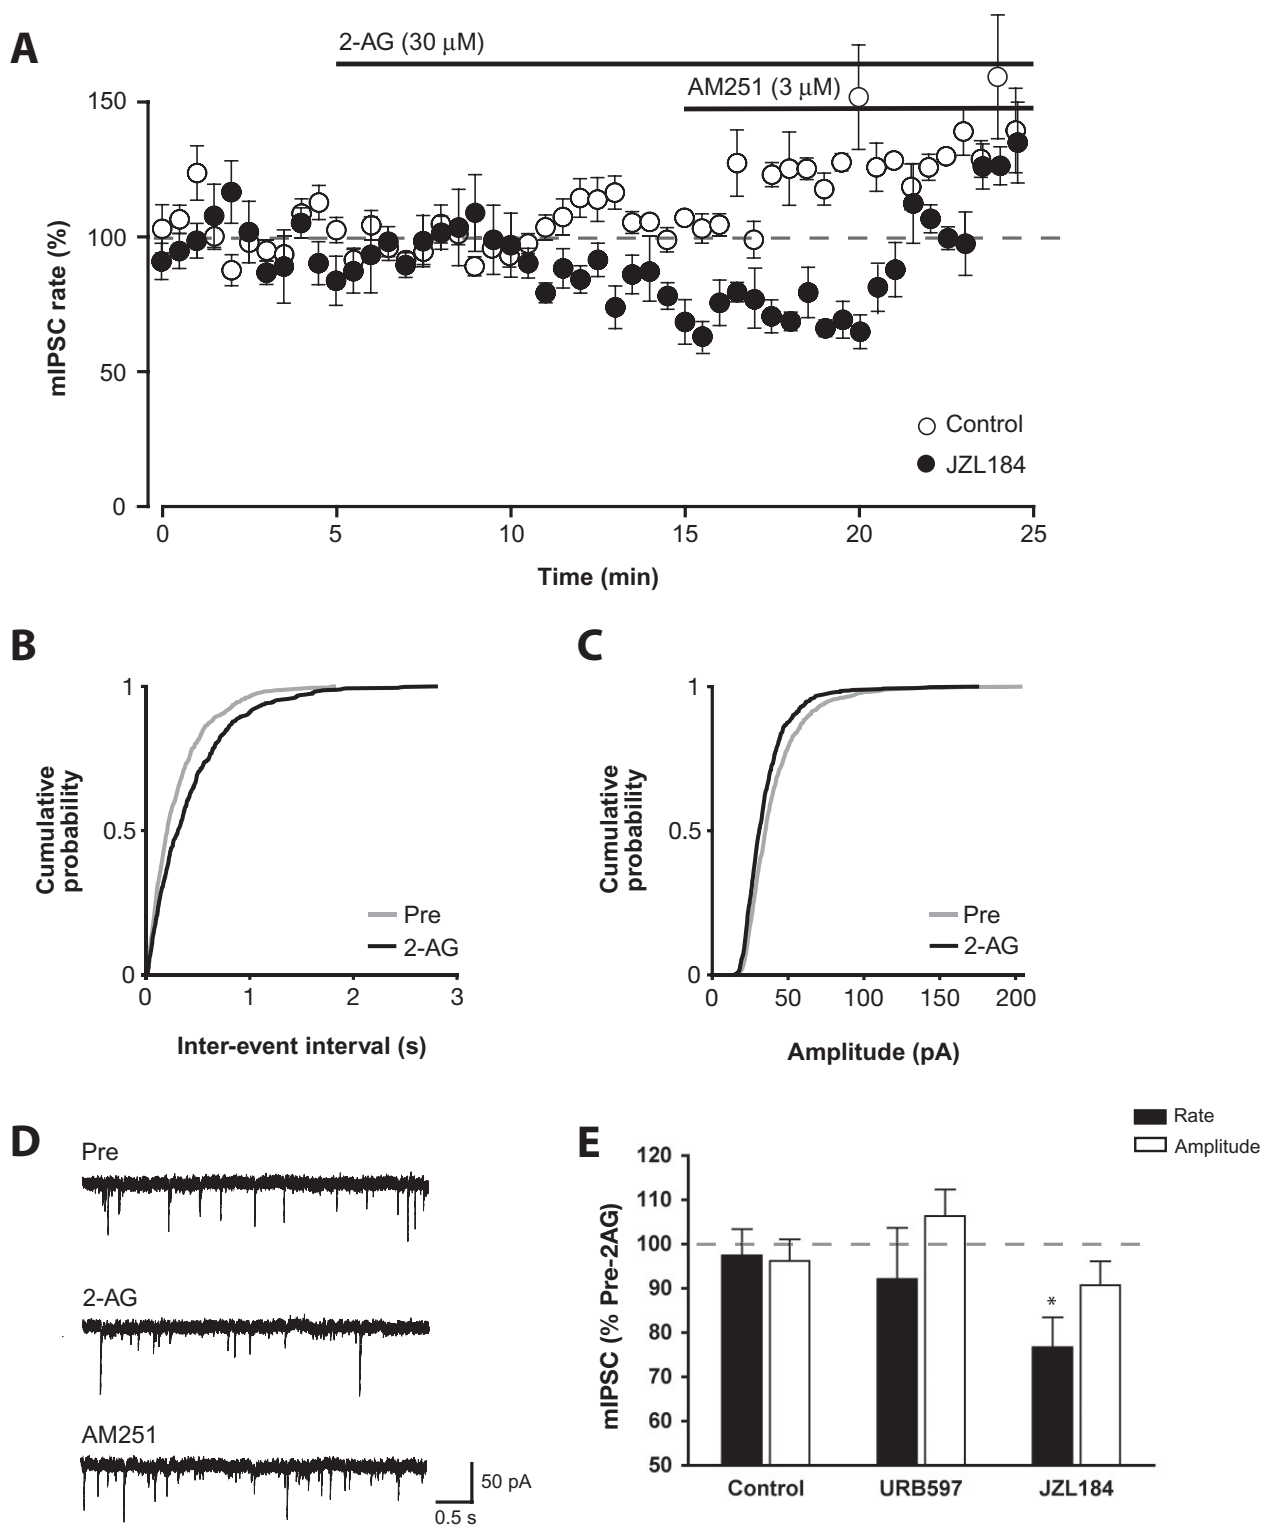 A
2-AG (30 µM)
AM251 (3 µM)
150
100
50
0
mIPSC rate (%)
Control
JZL184
0 5 10 15 20 25
Time (min)
B
1
0.5
0
Cumulative
probability
Pre
2-AG
0 1 2 3
Inter-event interval (s)
C
1
0.5
0
Cumulative
probability
Pre
2-AG
0 50 100 150 200
Amplitude (pA)
D
Pre
2-AG
AM251
50 pA
0.5 s
E
Rate
Amplitude
120
110
100
90
80
70
60
50
mIPSC (% Pre-2AG)
*
Control URB597 JZL184